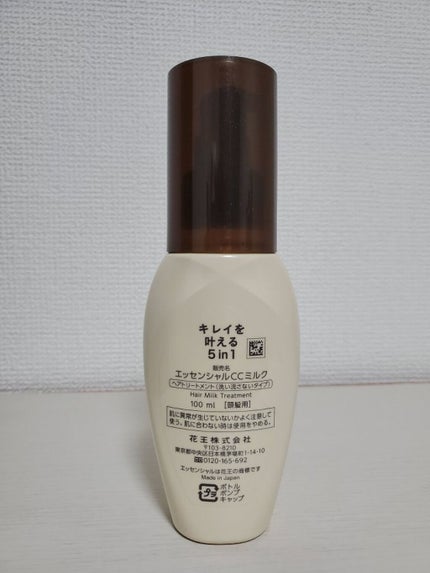 キレイを
叶える
5 in 1
販売名
エッセンシャルCCミルク
ヘアトリートメント(洗い流さないタイプ)
Hair Milk Treatment
100 ml [頭髪用]
肌に異常が生じていないかよく注意して
使う。肌に合わない時は使用をやめる。
花王株式会社
〒103-8210
東京都中央区日本橋茅場町1-14-10
0120-165-692
エッセンシャルは花王の商標です
Made in Japan
プラ
ボトル
ポンプ
キャップ